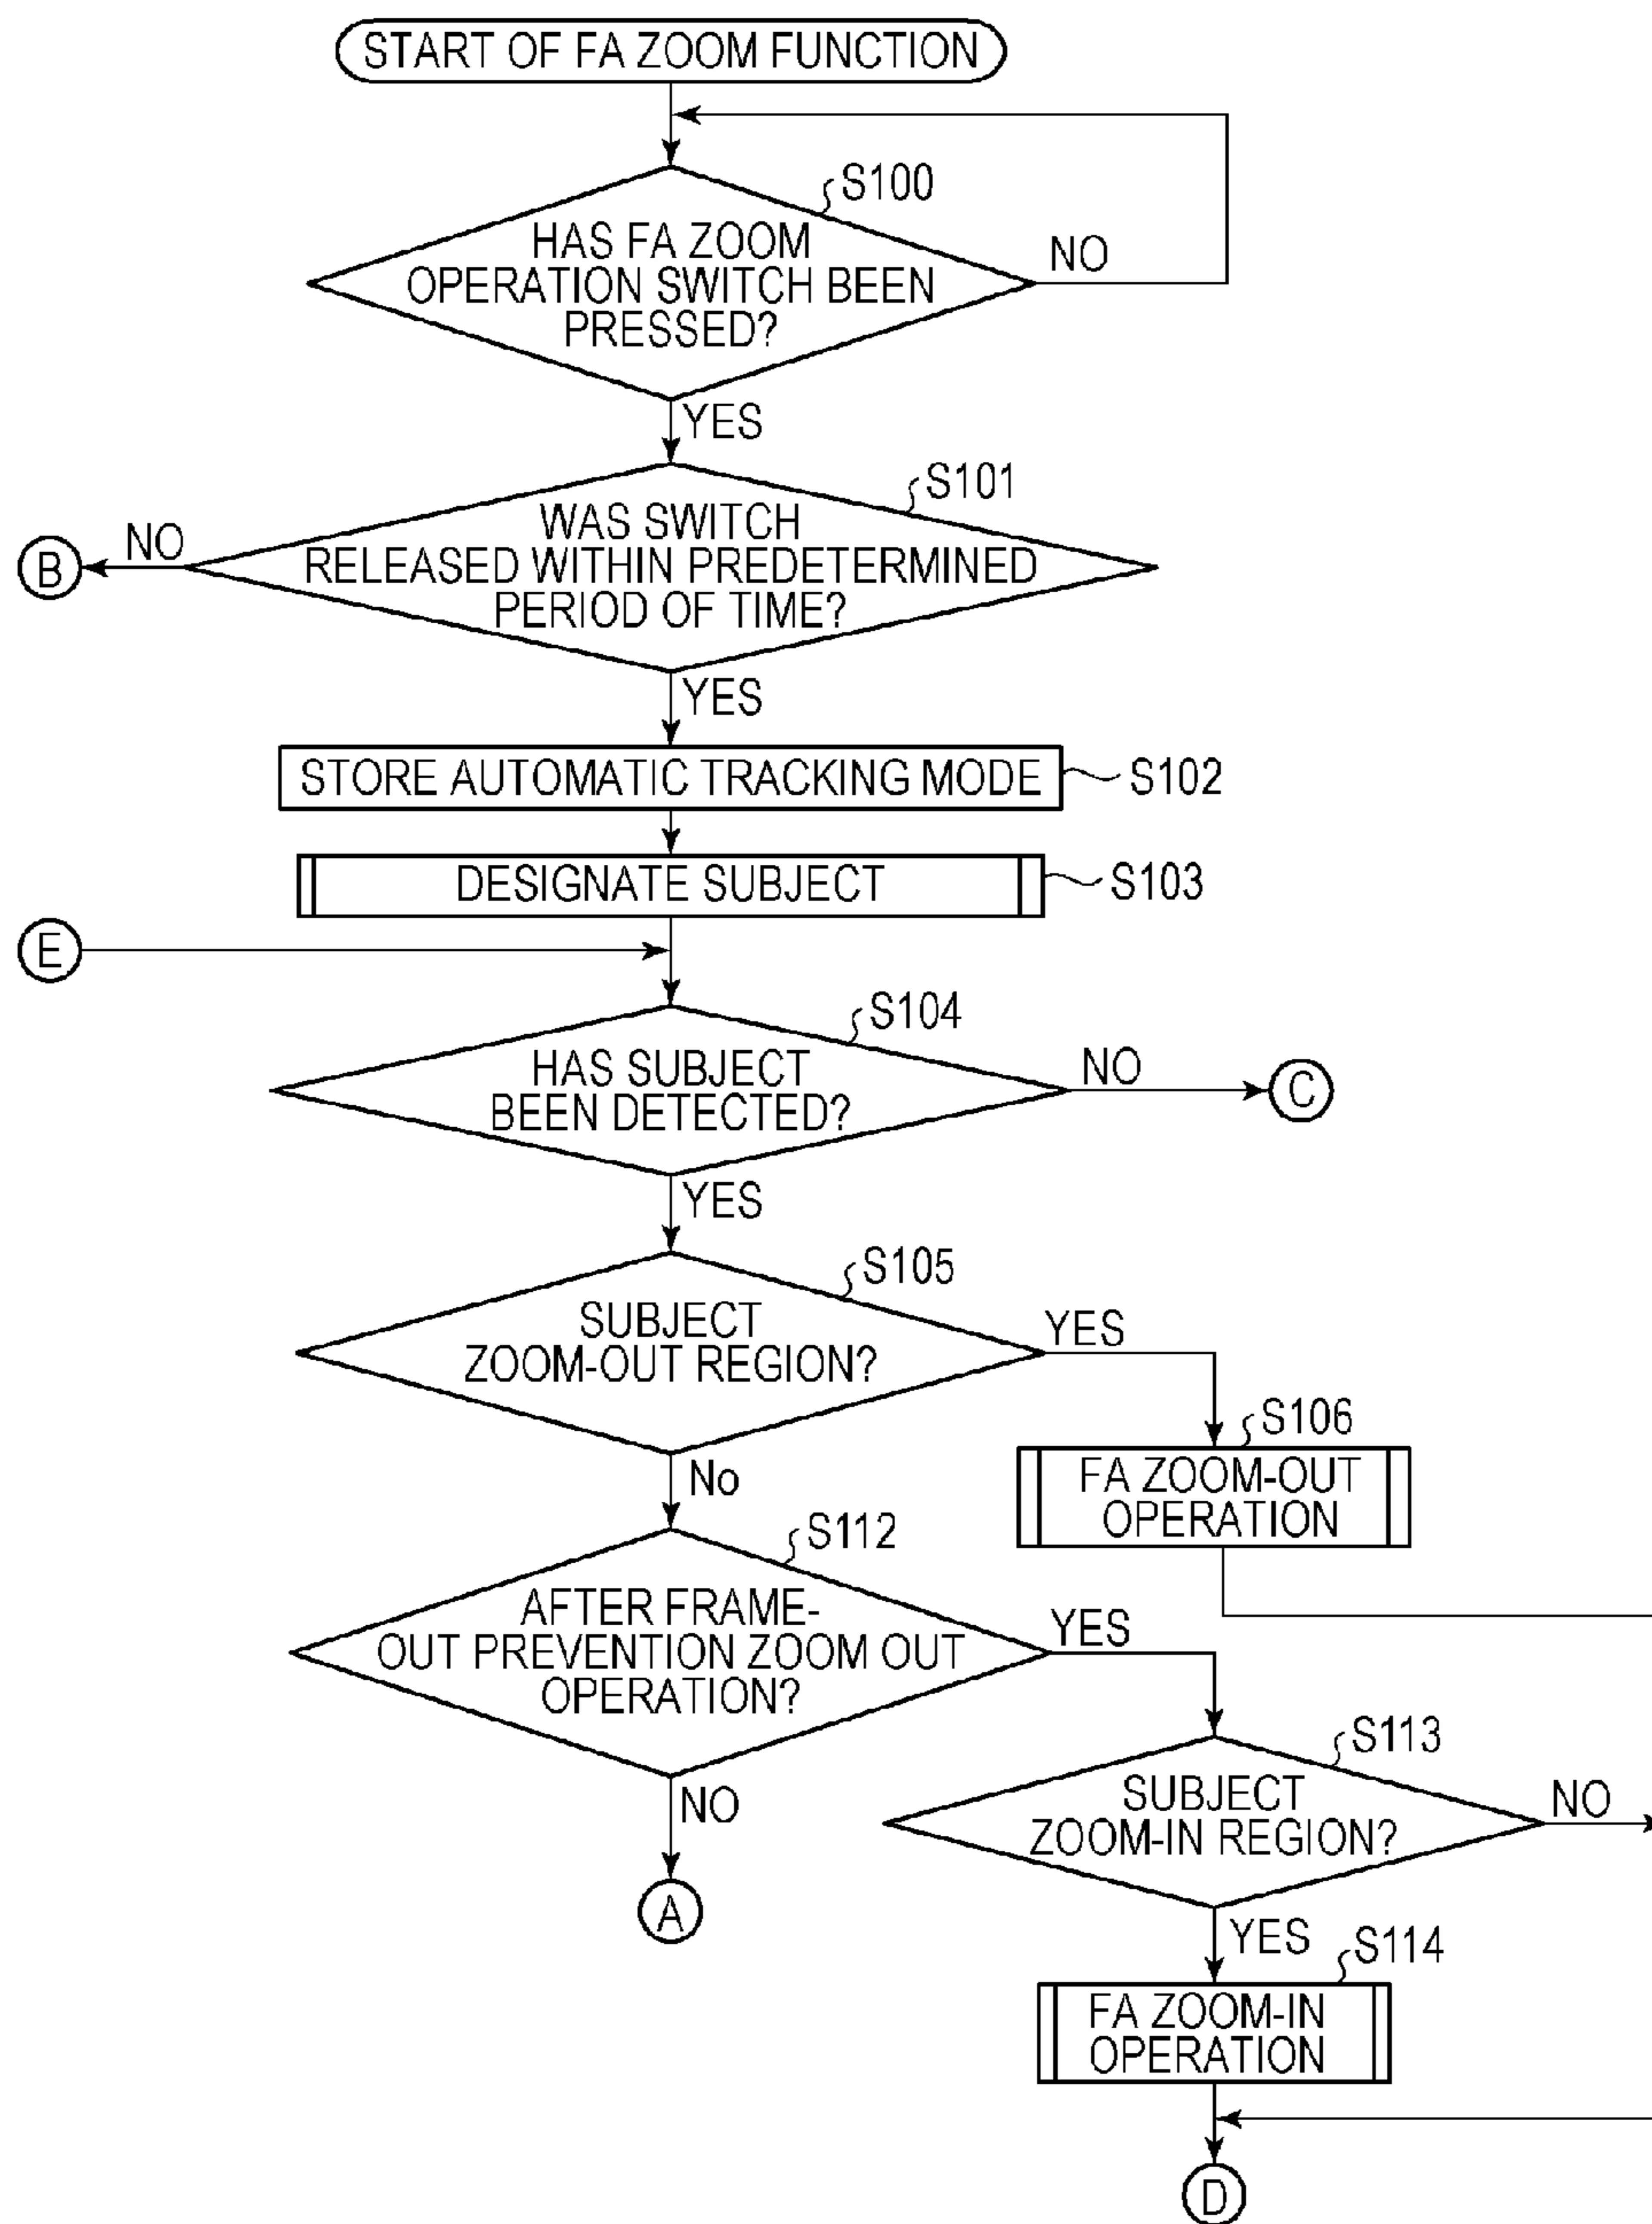 START OF FA ZOOM FUNCTION
S100
HAS FA ZOOM
OPERATION SWITCH BEEN
PRESSED?
NO
YES
S101
WAS SWITCH
RELEASED WITHIN PREDETERMINED
PERIOD OF TIME?
NO
B
YES
STORE AUTOMATIC TRACKING MODE
S102
DESIGNATE SUBJECT
S103
E
S104
HAS SUBJECT
BEEN DETECTED?
NO
C
YES
S105
SUBJECT
ZOOM-OUT REGION?
YES
S106
FA ZOOM-OUT
OPERATION
No
S112
AFTER FRAME-
OUT PREVENTION ZOOM OUT
OPERATION?
YES
NO
A
S113
SUBJECT
ZOOM-IN REGION?
NO
YES
S114
FA ZOOM-IN
OPERATION
D